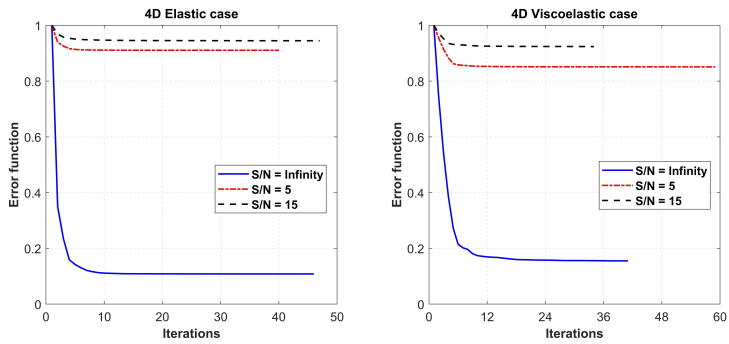 4D Elastic case
Error function
1
0.8
0.6
0.4
0.2
0
0
10
20
30
40
50
Iterations
S/N = Infinity
S/N = 5
S/N = 15
4D Viscoelastic case
Error function
1
0.8
0.6
0.4
0.2
0
0
12
24
36
48
60
Iterations
S/N = Infinity
S/N = 5
S/N = 15